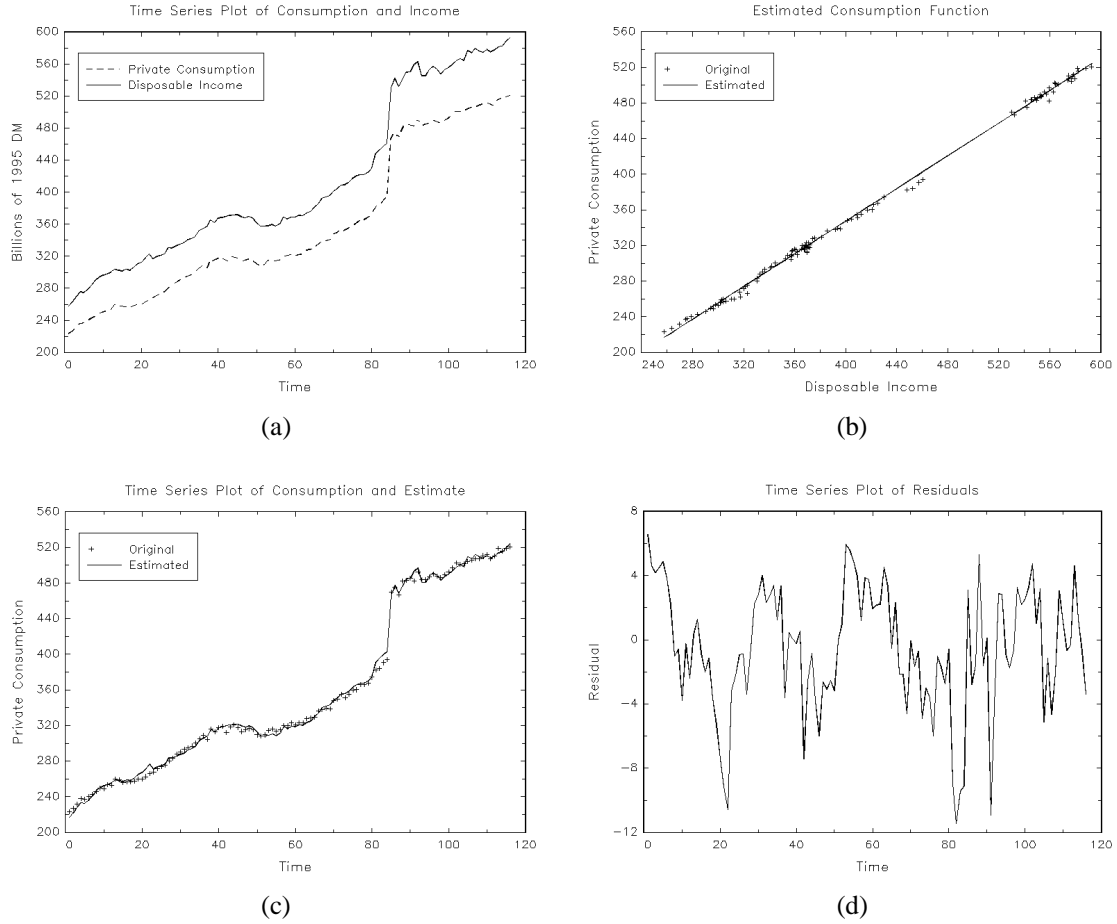 Time Series Plot of Consumption and Income
600
560
520
480
440
400
360
320
280
240
200
Billions of 1995 DM
Private Consumption
Disposable Income
0 20 40 60 80 100 120
Time
(a)
Estimated Consumption Function
560
520
480
440
400
360
320
280
240
200
Private Consumption
Original
Estimated
240 280 320 360 400 440 480 520 560 600
Disposable Income
(b)
Time Series Plot of Consumption and Estimate
560
520
480
440
400
360
320
280
240
200
Private Consumption
Original
Estimated
0 20 40 60 80 100 120
Time
(c)
Time Series Plot of Residuals
8
4
0
−4
−8
−12
Residual
0 20 40 60 80 100 120
Time
(d)